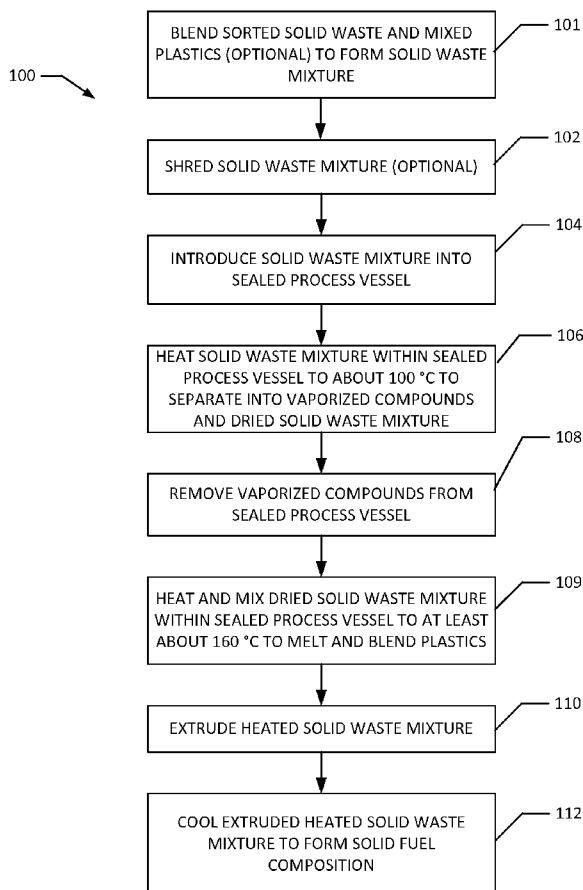 BLEND SORTED SOLID WASTE AND MIXED
PLASTICS (OPTIONAL) TO FORM SOLID WASTE
MIXTURE
101
100
SHRED SOLID WASTE MIXTURE (OPTIONAL)
102
INTRODUCE SOLID WASTE MIXTURE INTO
SEALED PROCESS VESSEL
104
HEAT SOLID WASTE MIXTURE WITHIN SEALED
PROCESS VESSEL TO ABOUT 100 °C TO
SEPARATE INTO VAPORIZED COMPOUNDS
AND DRIED SOLID WASTE MIXTURE
106
REMOVE VAPORIZED COMPOUNDS FROM
SEALED PROCESS VESSEL
108
HEAT AND MIX DRIED SOLID WASTE MIXTURE
WITHIN SEALED PROCESS VESSEL TO AT LEAST
ABOUT 160 °C TO MELT AND BLEND PLASTICS
109
EXTRUDE HEATED SOLID WASTE MIXTURE
110
COOL EXTRUDED HEATED SOLID WASTE
MIXTURE TO FORM SOLID FUEL
COMPOSITION
112